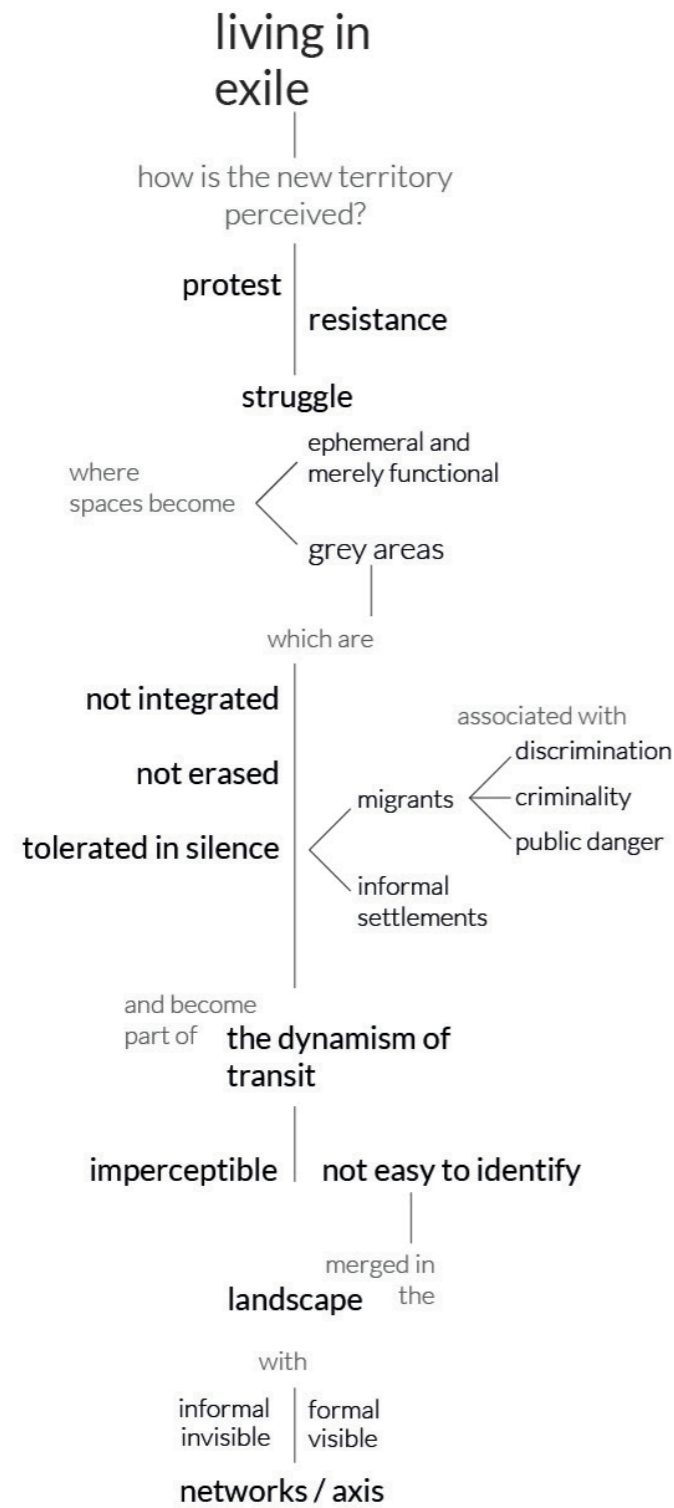 living in
exile
how is the new territory
perceived?
protest
resistance
struggle
where
spaces become
ephemeral and
merely functional
grey areas
which are
not integrated
not erased
tolerated in silence
migrants
associated with
discrimination
criminality
public danger
informal
settlements
and become
part of
the dynamism of
transit
imperceptible
not easy to identify
merged in
the
landscape
with
informal
invisible
formal
visible
networks / axis